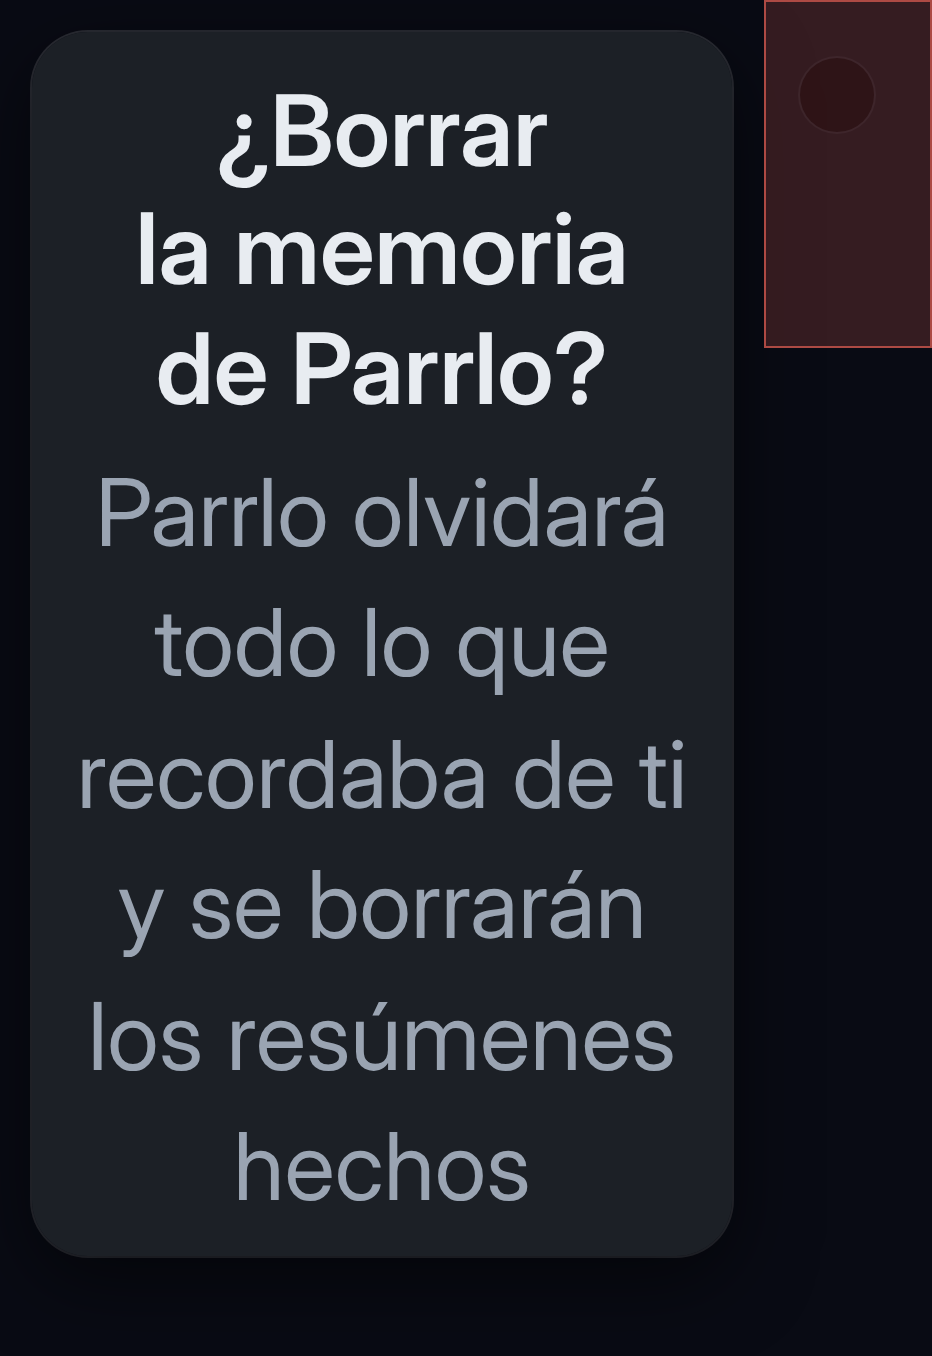 ¿Borrar
la memoria
de Parrlo?
Parrlo olvidará
todo lo que
recordaba de ti
y se borrarán
los resúmenes
hechos